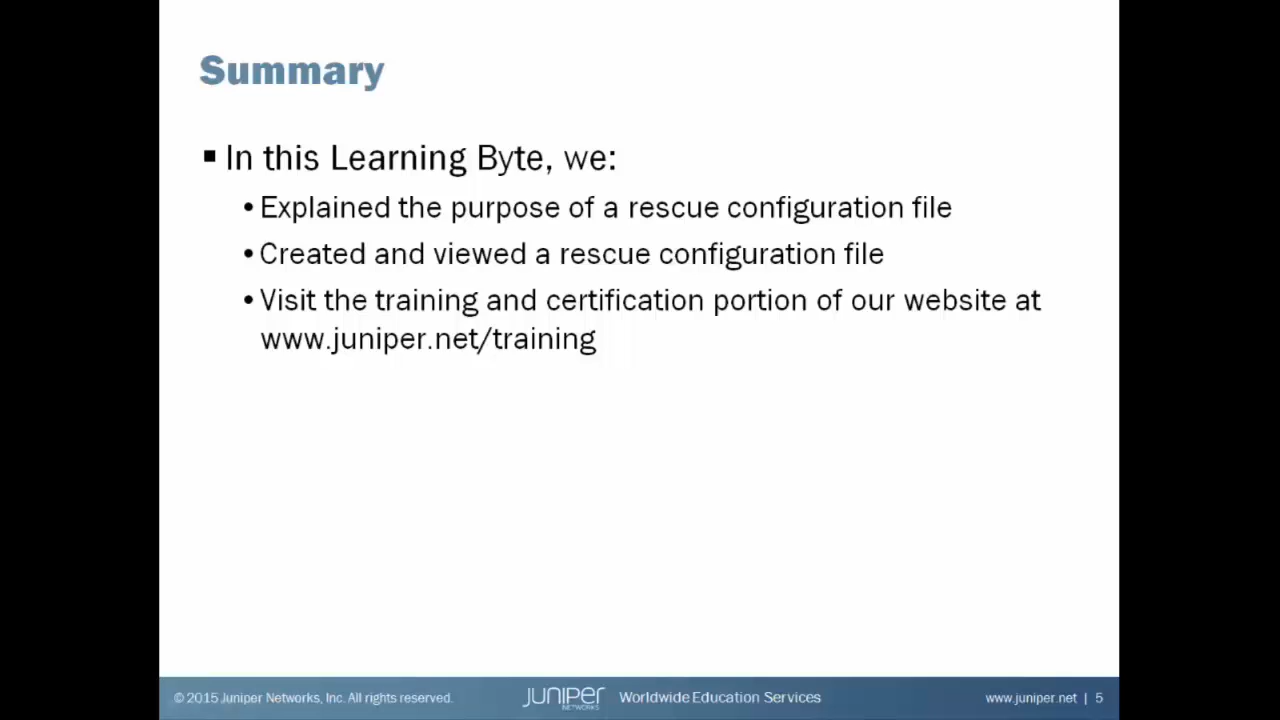 Summary
▪ In this Learning Byte, we:
• Explained the purpose of a rescue configuration file
• Created and viewed a rescue configuration file
• Visit the training and certification portion of our website at
www.juniper.net/training
© 2015 Juniper Networks, Inc. All rights reserved.
JUNIPER
NETWORKS
Worldwide Education Services
www.juniper.net | 5